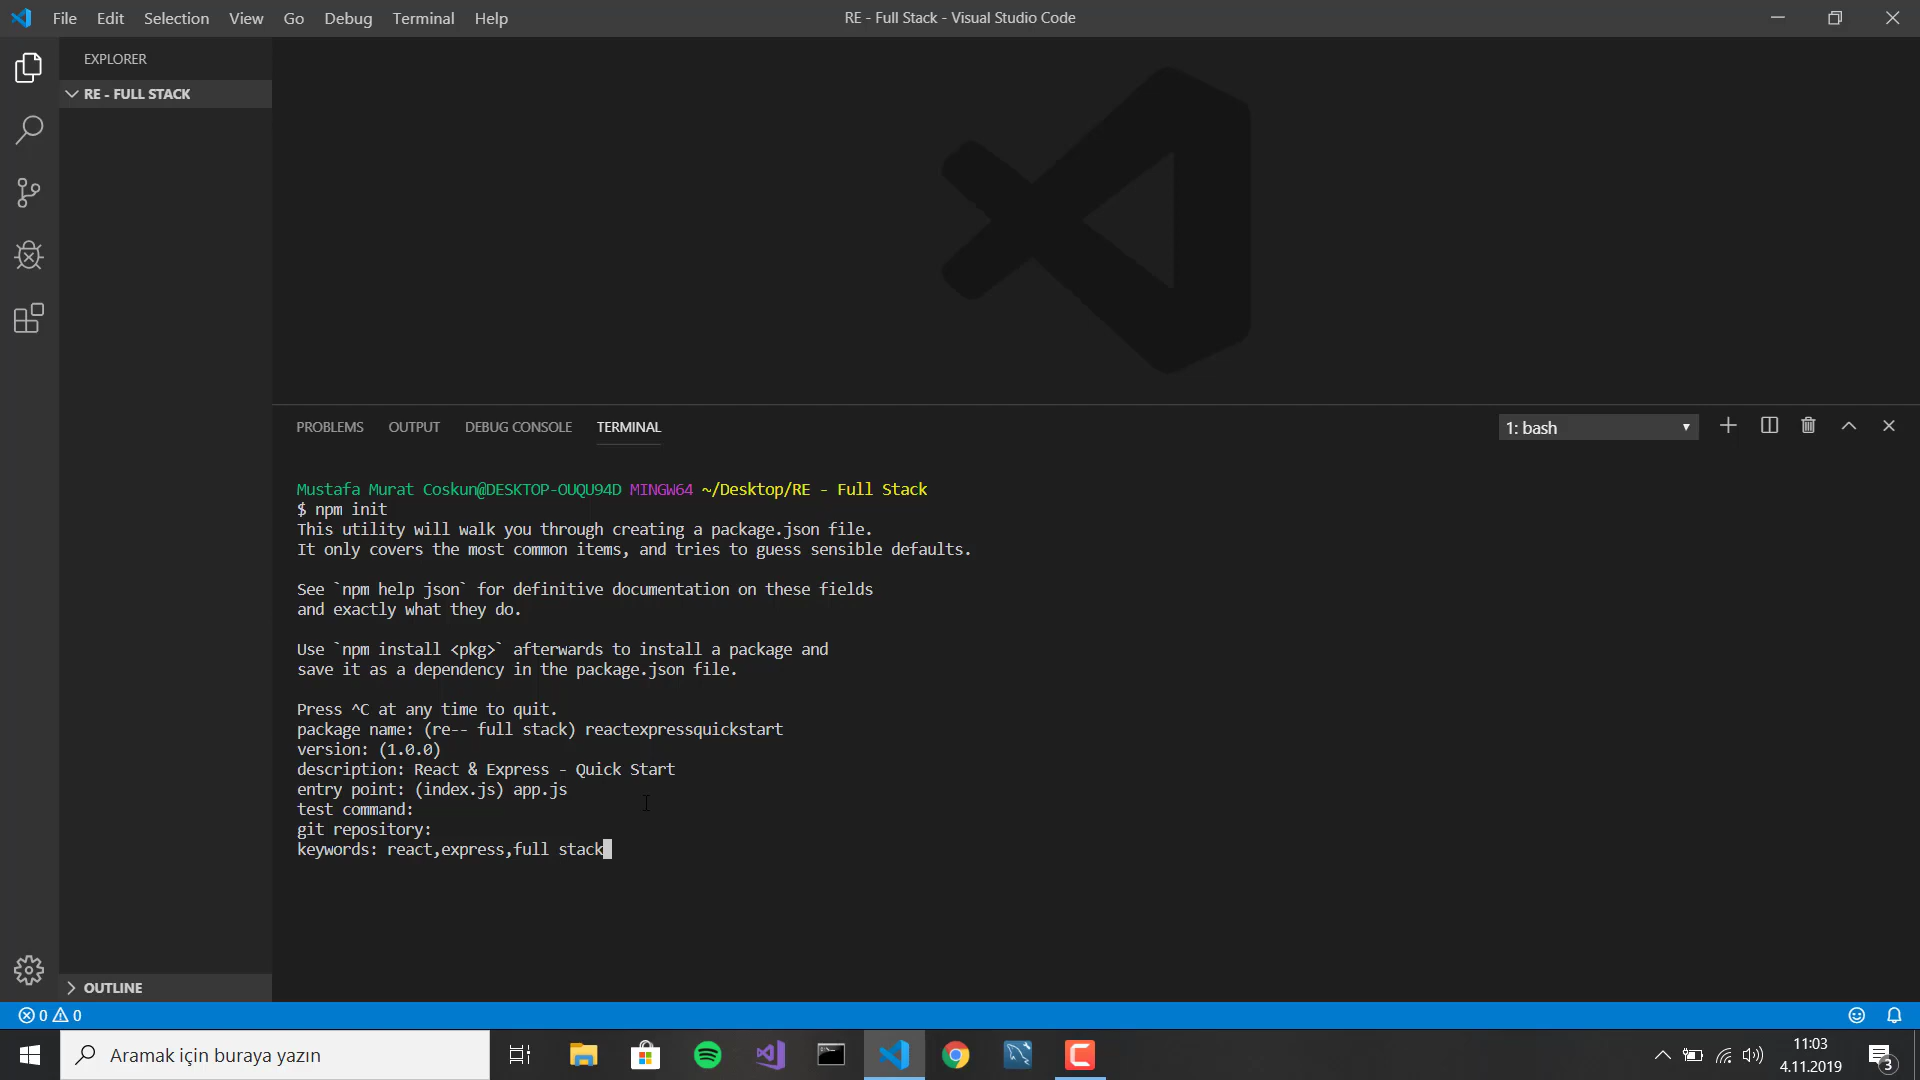 File Edit Selection View Go Debug Terminal Help
RE - Full Stack - Visual Studio Code
EXPLORER
RE - FULL STACK
PROBLEMS OUTPUT DEBUG CONSOLE TERMINAL
1: bash
Mustafa Murat Coskun@DESKTOP-OUQU94D MINGW64 ~/Desktop/RE - Full Stack
$ npm init
This utility will walk you through creating a package.json file.
It only covers the most common items, and tries to guess sensible defaults.
See `npm help json` for definitive documentation on these fields
and exactly what they do.
Use `npm install <pkg>` afterwards to install a package and
save it as a dependency in the package.json file.
Press ^C at any time to quit.
package name: (re-- full stack) reactexpressquickstart
version: (1.0.0)
description: React & Express - Quick Start
entry point: (index.js) app.js
test command:
git repository:
keywords: react,express,full stack
OUTLINE
0 0
Aramak için buraya yazın
11:03
4.11.2019
3